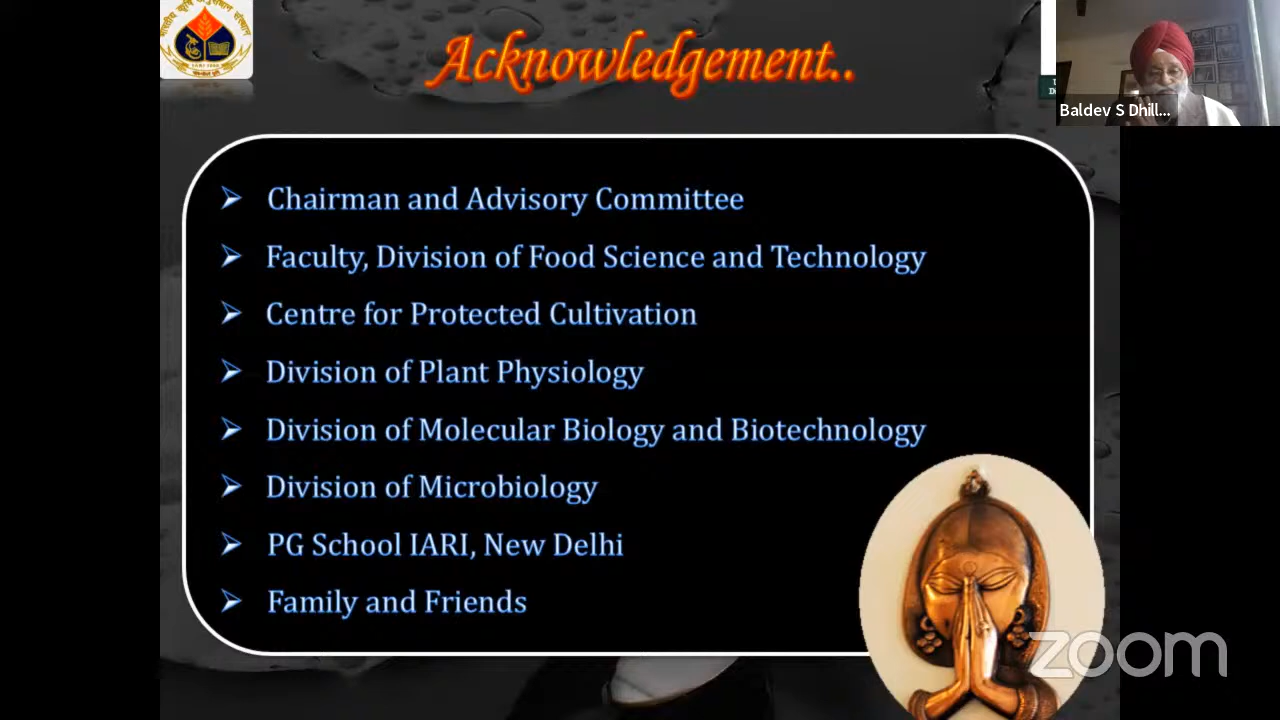 Acknowledgement..
Baldev S Dhill...
Chairman and Advisory Committee
Faculty, Division of Food Science and Technology
Centre for Protected Cultivation
Division of Plant Physiology
Division of Molecular Biology and Biotechnology
Division of Microbiology
PG School IARI, New Delhi
Family and Friends
zoom